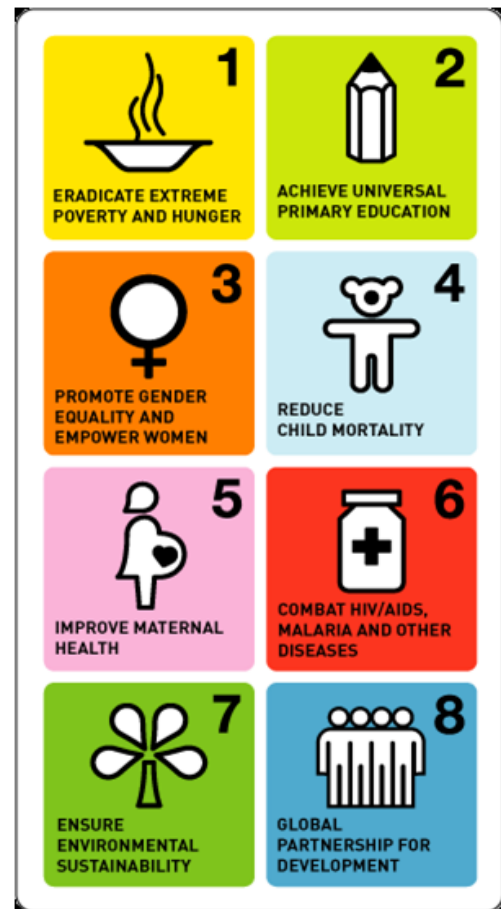 1
ERADICATE EXTREME
POVERTY AND HUNGER
2
ACHIEVE UNIVERSAL
PRIMARY EDUCATION
3
PROMOTE GENDER
EQUALITY AND
EMPOWER WOMEN
4
REDUCE
CHILD MORTALITY
5
IMPROVE MATERNAL
HEALTH
6
COMBAT HIV/AIDS,
MALARIA AND OTHER
DISEASES
7
ENSURE
ENVIRONMENTAL
SUSTAINABILITY
8
GLOBAL
PARTNERSHIP FOR
DEVELOPMENT